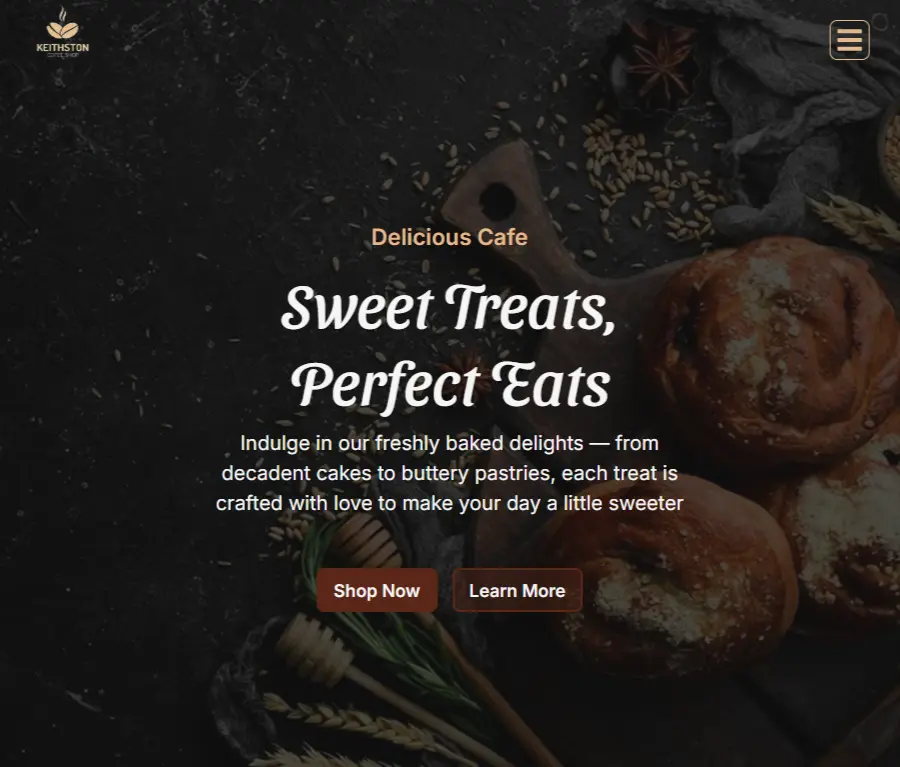 KEITHSTON
COFFEE SHOP
Delicious Cafe
Sweet Treats,
Perfect Eats
Indulge in our freshly baked delights — from
decadent cakes to buttery pastries, each treat is
crafted with love to make your day a little sweeter
Shop Now
Learn More